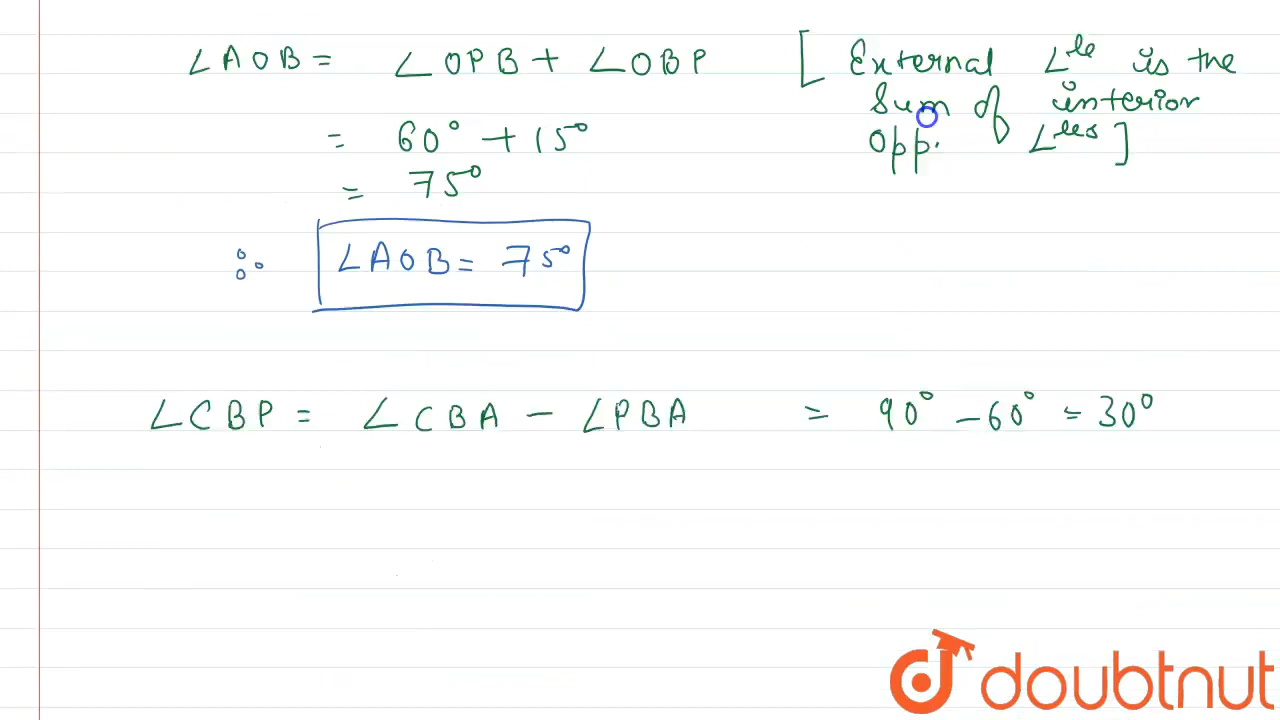 ∠AOB = ∠OPB + ∠OBP [ External ∠le is the
Sum of interior
= 60° + 15° Opp. ∠les ]
= 75°
∴ ∠AOB = 75°
∠CBP = ∠CBA - ∠PBA = 90° - 60° = 30°
doubtnut